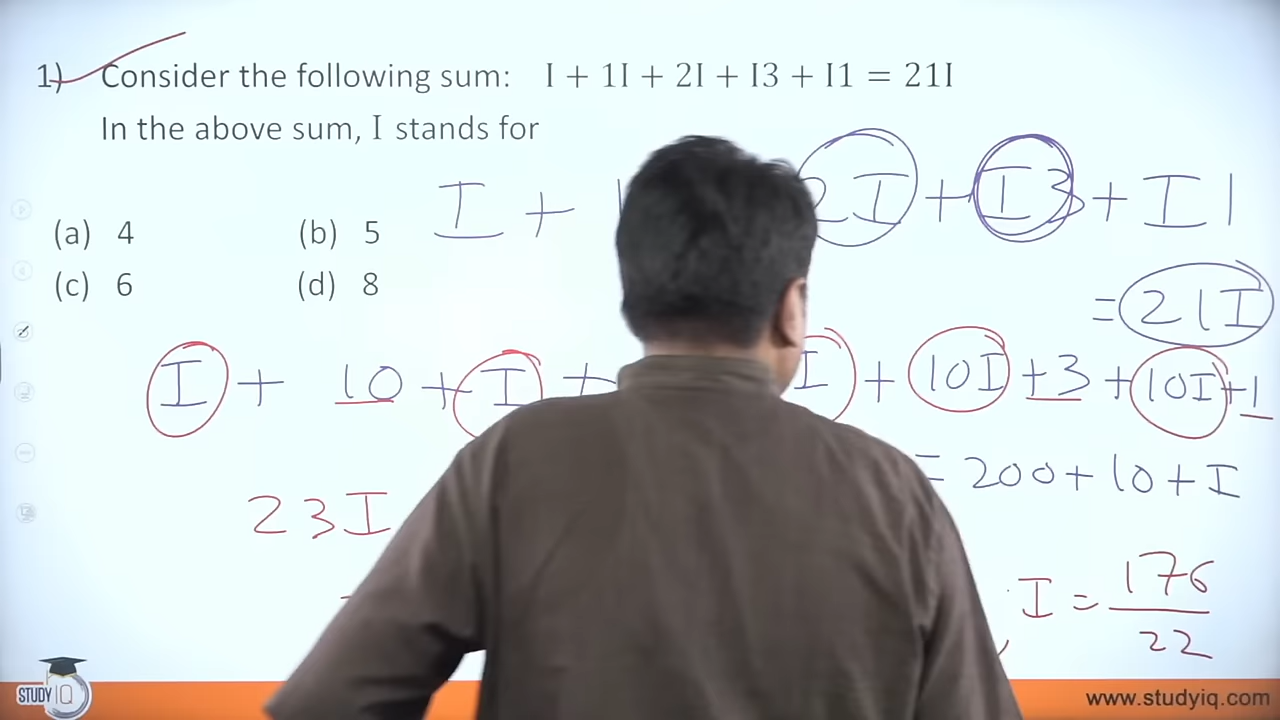 1) Consider the following sum: I + 1I + 2I + I3 + I1 = 21I
In the above sum, I stands for
(a) 4 (b) 5
(c) 6 (d) 8
I + 1 2I + I3 + I1
= 21I
I + 10 + I + I + 10I + 3 + 10I + 1
= 200 + 10 + I
23I
I = 176
22
STUDY IQ
www.studyiq.com